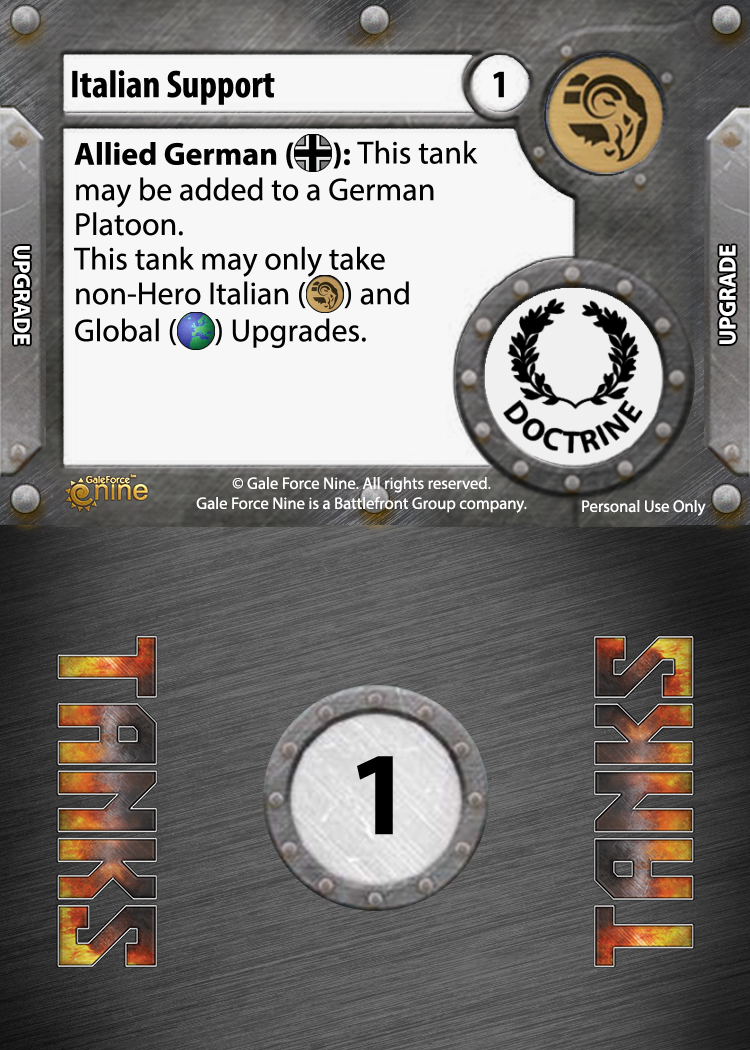 Italian Support
1
Allied German (): This tank
may be added to a German
Platoon.
This tank may only take
non-Hero Italian () and
Global () Upgrades.
UPGRADE
UPGRADE
DOCTRINE
GaleForce™
nine
© Gale Force Nine. All rights reserved.
Gale Force Nine is a Battlefront Group company.
Personal Use Only
TANKS
1
TANKS